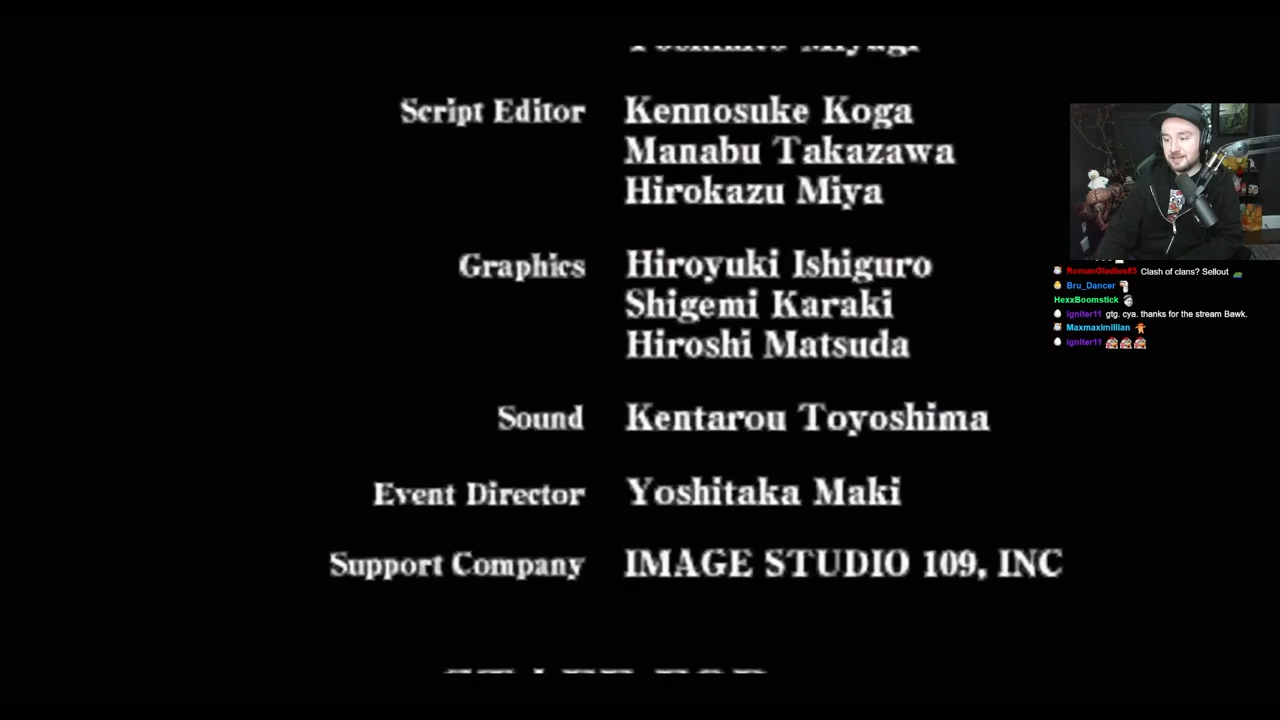 Script Editor Kennosuke Koga
Manabu Takazawa
Hirokazu Miya
Graphics Hiroyuki Ishiguro
Shigemi Karaki
Hiroshi Matsuda
Sound Kentarou Toyoshima
Event Director Yoshitaka Maki
Support Company IMAGE STUDIO 109, INC
RomanGladius85 Clash of clans? Sellout
Bru_Dancer
HexxBoomstick
igniter11 gtg. cya. thanks for the stream Bawk.
Maxmaximillian
igniter11